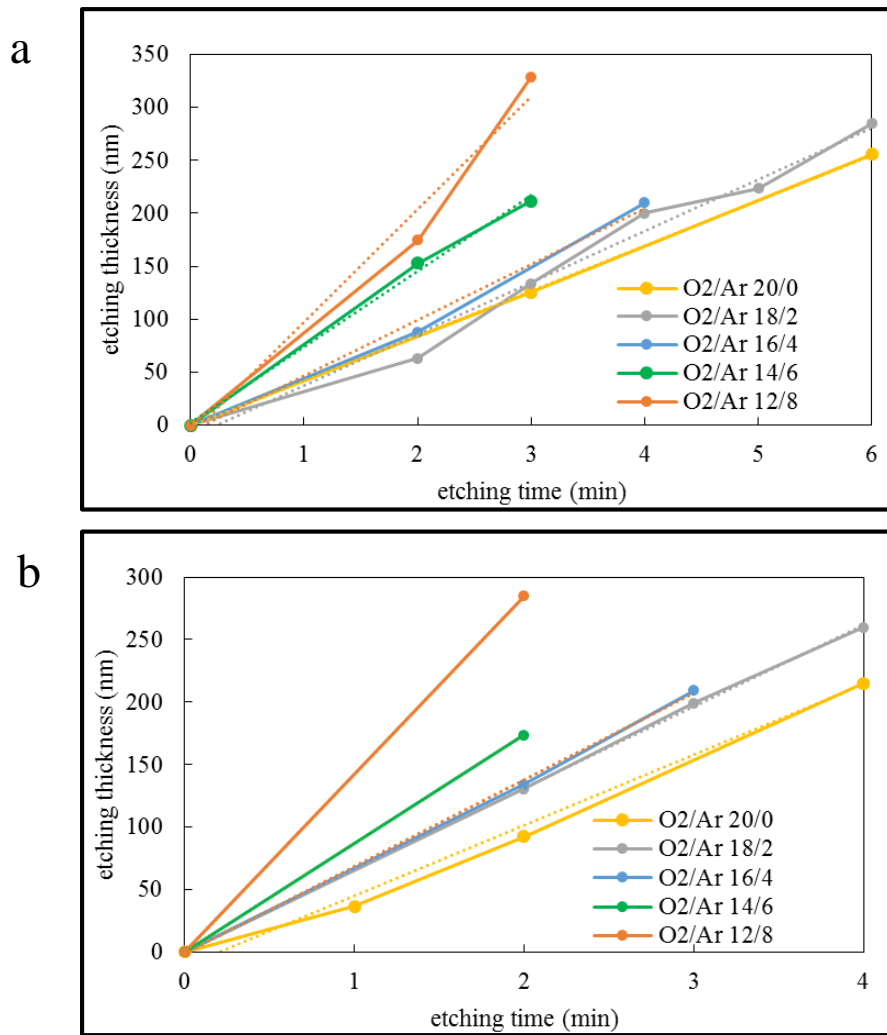 a
350
300
250
200
150
100
50
0
etching thickness (nm)
O2/Ar 20/0
O2/Ar 18/2
O2/Ar 16/4
O2/Ar 14/6
O2/Ar 12/8
0 1 2 3 4 5 6
etching time (min)
b
300
250
200
150
100
50
0
etching thickness (nm)
O2/Ar 20/0
O2/Ar 18/2
O2/Ar 16/4
O2/Ar 14/6
O2/Ar 12/8
0 1 2 3 4
etching time (min)